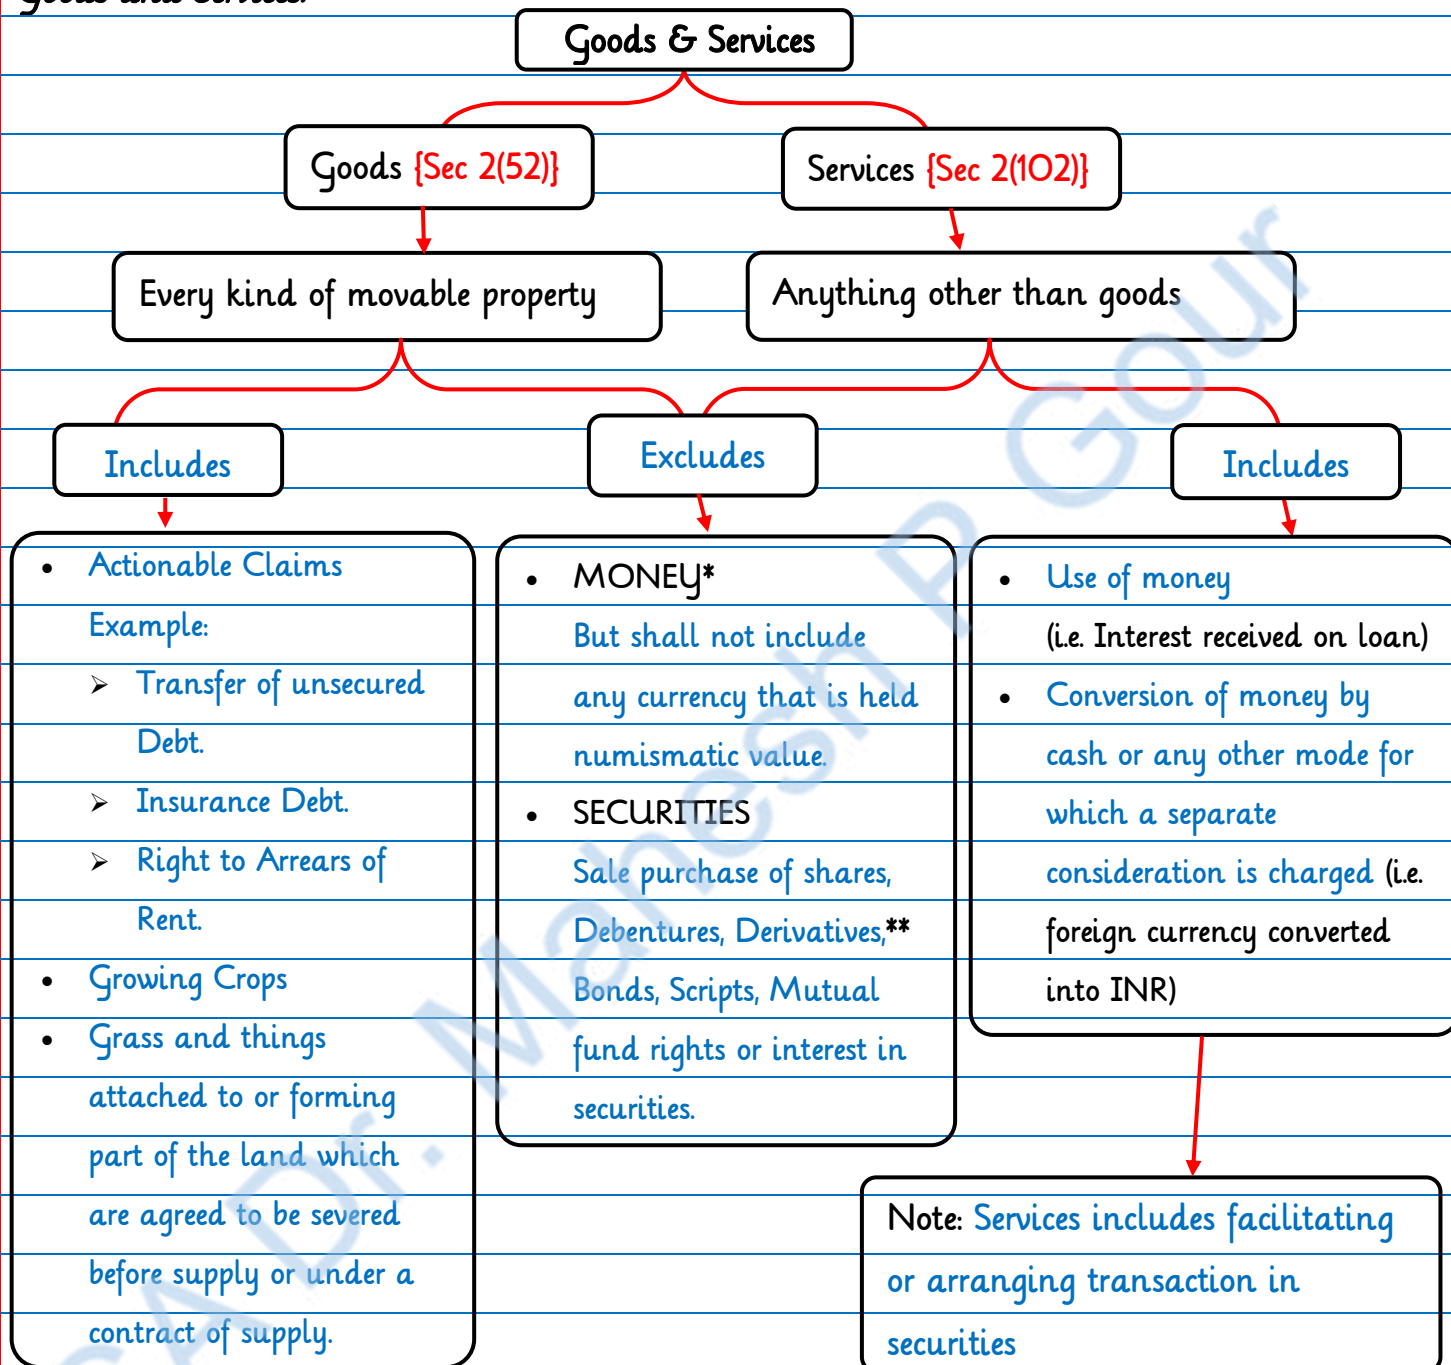 Goods and Services:
Goods & Services
Goods {Sec 2(52)}
Services {Sec 2(102)}
Every kind of movable property
Anything other than goods
Includes
Excludes
Includes
• Actionable Claims
Example:
➢ Transfer of unsecured
Debt.
➢ Insurance Debt.
➢ Right to Arrears of
Rent.
• Growing Crops
• Grass and things
attached to or forming
part of the land which
are agreed to be severed
before supply or under a
contract of supply.
• MONEY*
But shall not include
any currency that is held
numismatic value.
• SECURITIES
Sale purchase of shares,
Debentures, Derivatives,**
Bonds, Scripts, Mutual
fund rights or interest in
securities.
• Use of money
(i.e. Interest received on loan)
• Conversion of money by
cash or any other mode for
which a separate
consideration is charged (i.e.
foreign currency converted
into INR)
Note: Services includes facilitating
or arranging transaction in
securities
CA Dr. Mahesh P Gour